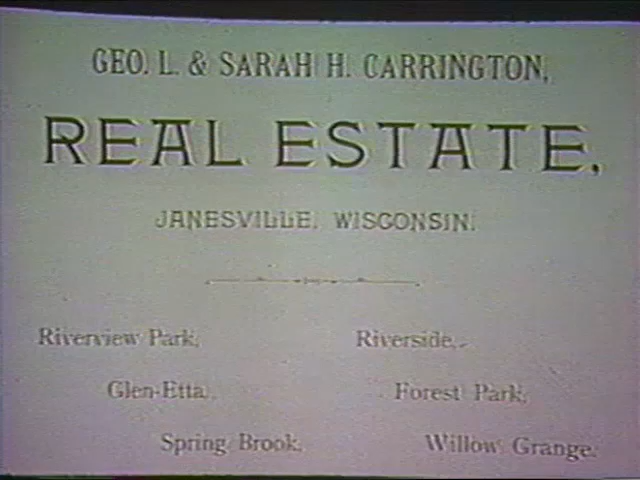 GEO. L. & SARAH H. CARRINGTON,
REAL ESTATE,
JANESVILLE, WISCONSIN.
Riverview Park, Riverside,
Glen-Etta, Forest Park,
Spring Brook, Willow Grange,